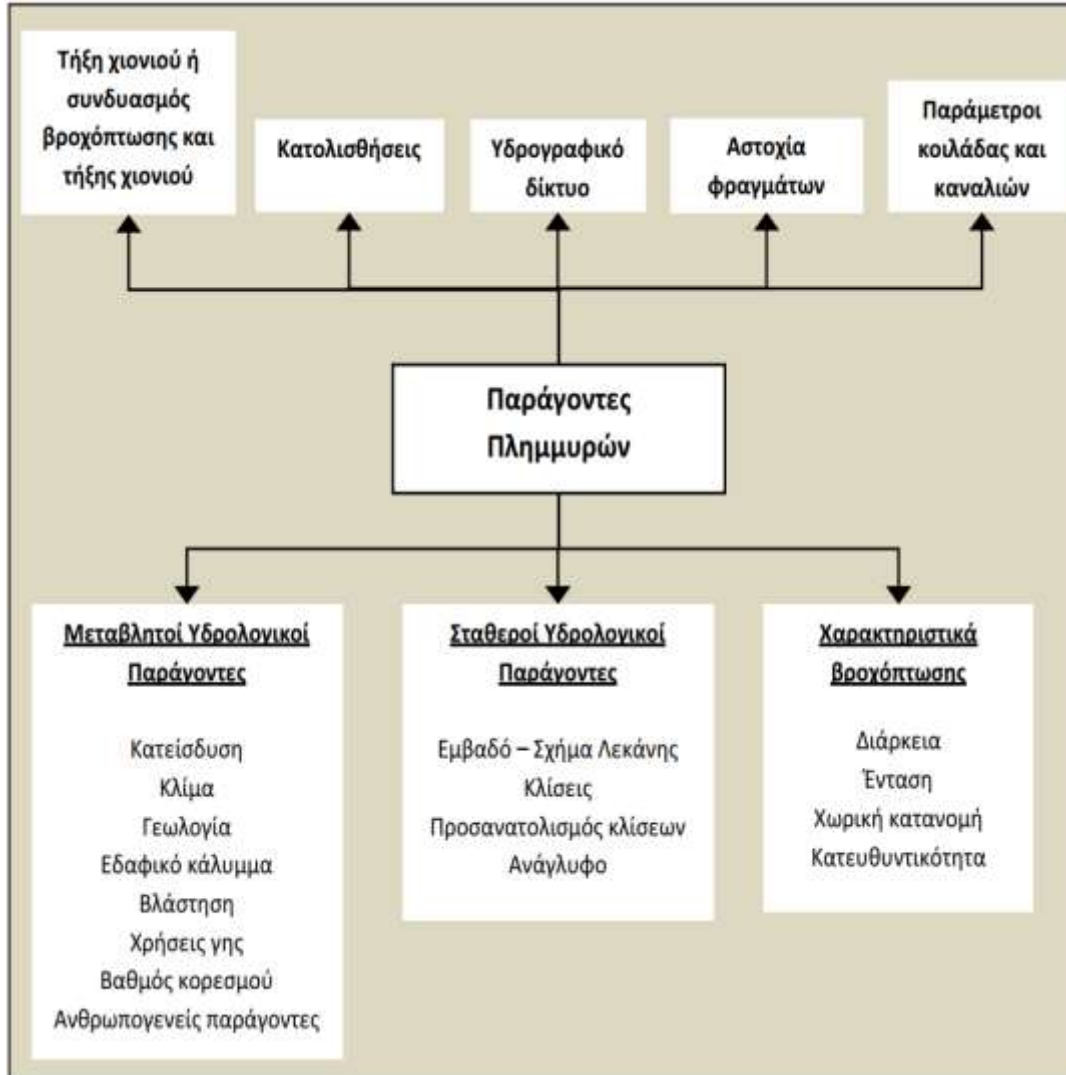 Τήξη χιονιού ή
συνδυασμός
βροχόπτωσης και
τήξης χιονιού
Κατολισθήσεις
Υδρογραφικό
δίκτυο
Αστοχία
φραγμάτων
Παράμετροι
κοιλάδας και
καναλιών
Παράγοντες
Πλημμυρών
Μεταβλητοί Υδρολογικοί
Παράγοντες
Κατείσδυση
Κλίμα
Γεωλογία
Εδαφικό κάλυμμα
Βλάστηση
Χρήσεις γης
Βαθμός κορεσμού
Ανθρωπογενείς παράγοντες
Σταθεροί Υδρολογικοί
Παράγοντες
Εμβαδό – Σχήμα Λεκάνης
Κλίσεις
Προσανατολισμός κλίσεων
Ανάγλυφο
Χαρακτηριστικά
βροχόπτωσης
Διάρκεια
Ένταση
Χωρική κατανομή
Κατευθυντικότητα